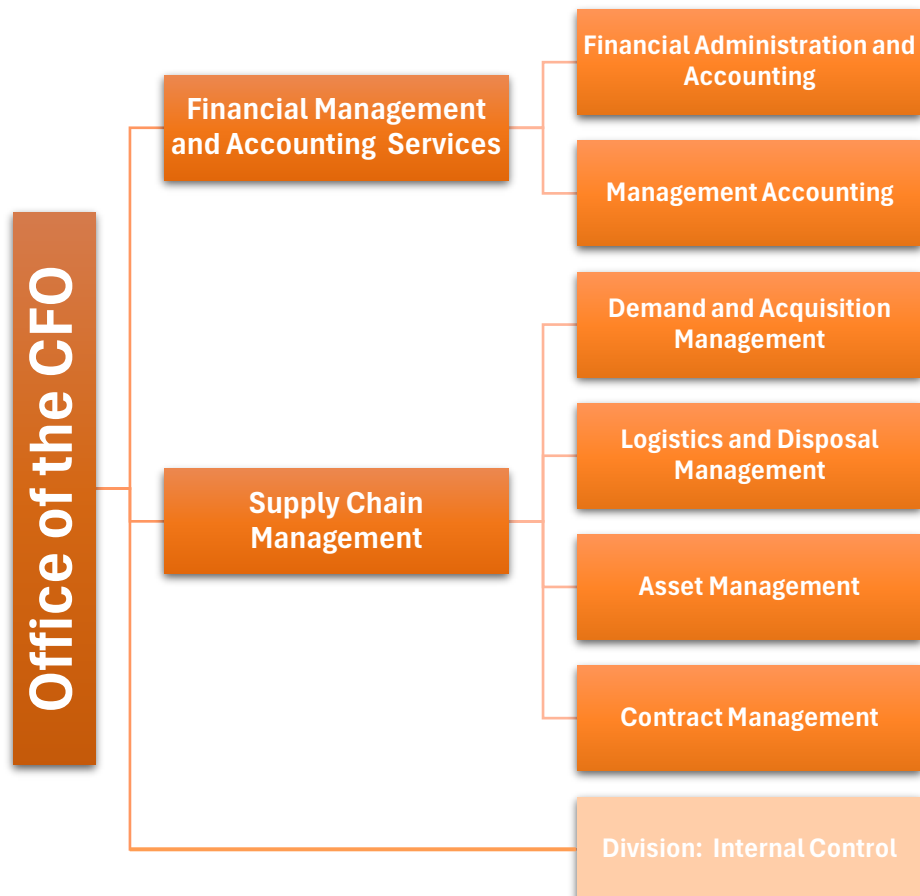 Office of the CFO
Financial Management
and Accounting Services
Financial Administration and
Accounting
Management Accounting
Supply Chain
Management
Demand and Acquisition
Management
Logistics and Disposal
Management
Asset Management
Contract Management
Division: Internal Control